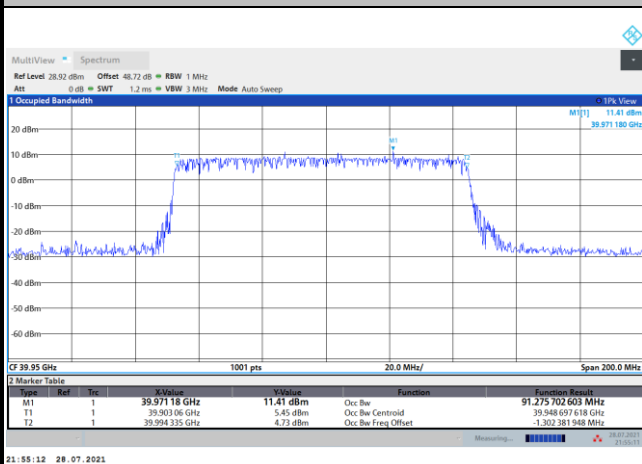 MultiView Spectrum
Ref Level 28.92 dBm Offset 48.72 dB RBW 1 MHz
Att 0 dB SWT 1.2 ms VBW 3 MHz Mode Auto Sweep
1 Occupied Bandwidth 1Pk View
M1[1] 11.41 dBm
39.971 180 GHz
20 dBm
M1
10 dBm
T1 T2
0 dBm
-10 dBm
-20 dBm
-30 dBm
-40 dBm
-50 dBm
-60 dBm
CF 39.95 GHz 1001 pts 20.0 MHz/ Span 200.0 MHz
2 Marker Table
Type Ref Trc X-Value Y-Value Function Function Result
M1 1 39.971 18 GHz 11.41 dBm Occ Bw 91.275 702 603 MHz
T1 1 39.903 06 GHz 5.45 dBm Occ Bw Centroid 39.948 697 618 GHz
T2 1 39.994 335 GHz 4.73 dBm Occ Bw Freq Offset -1.302 381 948 MHz
Measuring... 28.07.2021
21:55:11
21:55:12 28.07.2021